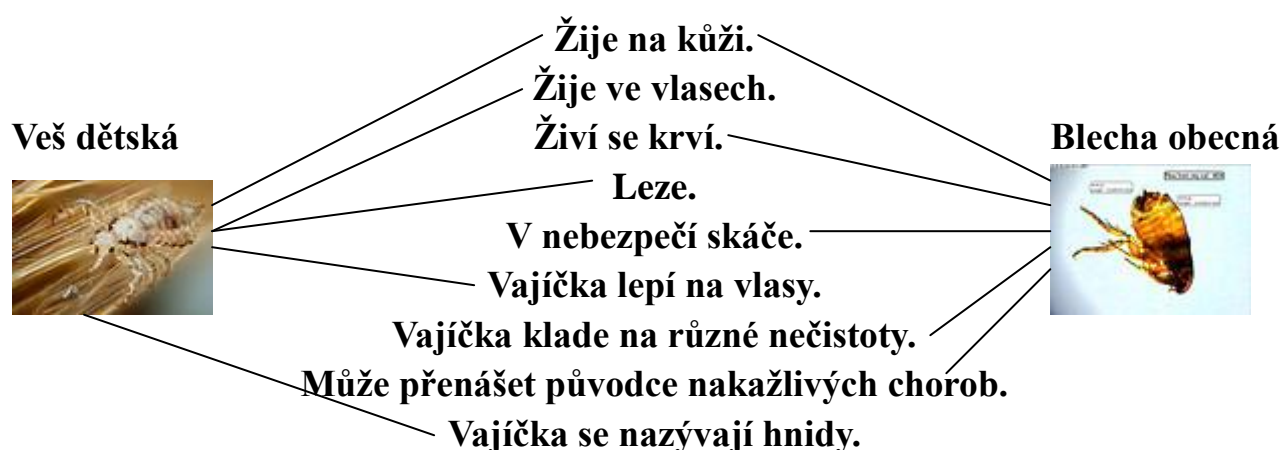 Žije na kůži.
Žije ve vlasech.
Veš dětská
Živí se krví.
Blecha obecná
Leze.
V nebezpečí skáče.
Vajíčka lepí na vlasy.
Vajíčka klade na různé nečistoty.
Může přenášet původce nakažlivých chorob.
Vajíčka se nazývají hnidy.